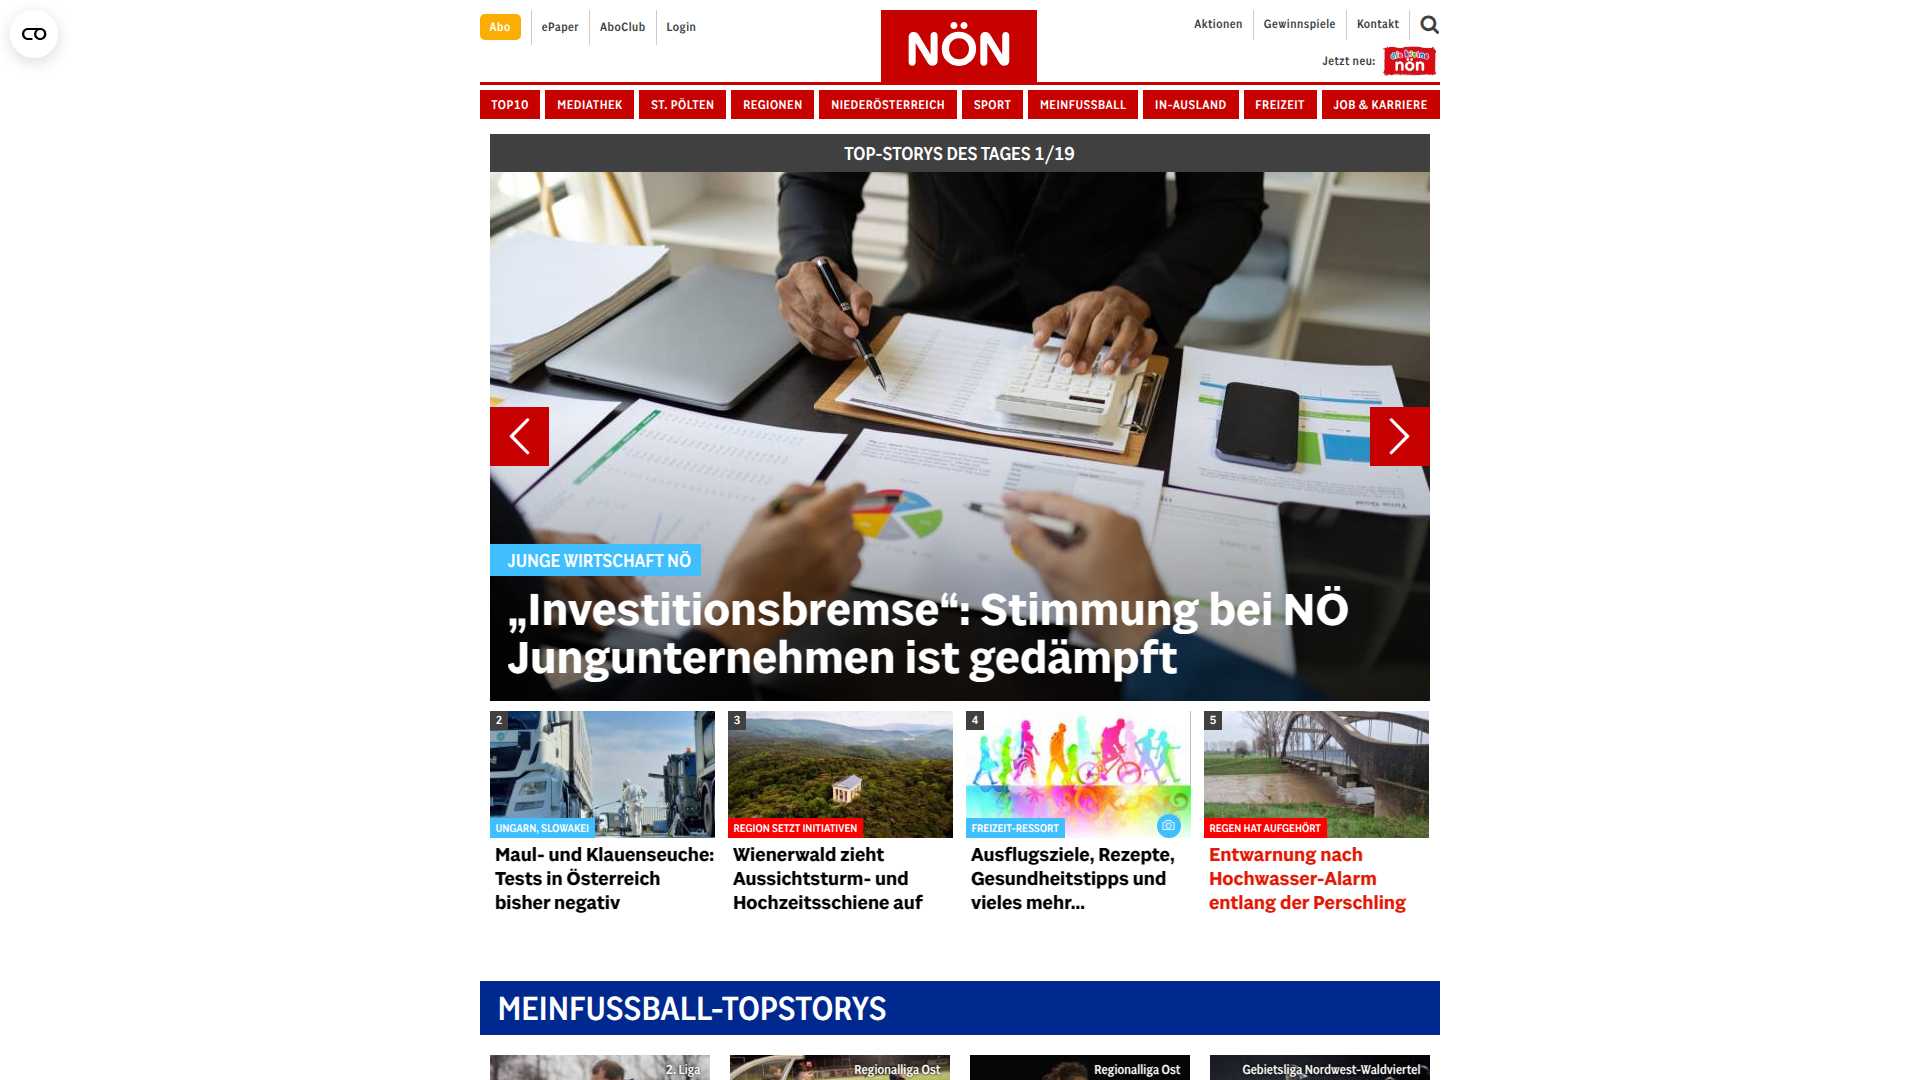 Abo
ePaper
AboClub
Login
NÖN
Aktionen
Gewinnspiele
Kontakt
Jetzt neu:
die kleine
nön
TOP10
MEDIATHEK
ST. PÖLTEN
REGIONEN
NIEDERÖSTERREICH
SPORT
MEINFUSSBALL
IN-AUSLAND
FREIZEIT
JOB & KARRIERE
TOP-STORYS DES TAGES 1/19
JUNGE WIRTSCHAFT NÖ
„Investitionsbremse“: Stimmung bei NÖ
Jungunternehmen ist gedämpft
2
UNGARN, SLOWAKEI
Maul- und Klauenseuche:
Tests in Österreich
bisher negativ
3
REGION SETZT INITIATIVEN
Wienerwald zieht
Aussichtsturm- und
Hochzeitsschiene auf
4
FREIZEIT-RESSORT
Ausflugsziele, Rezepte,
Gesundheitstipps und
vieles mehr...
5
REGEN HAT AUFGEHÖRT
Entwarnung nach
Hochwasser-Alarm
entlang der Perschling
MEINFUSSBALL-TOPSTORYS
2. Liga
Regionalliga Ost
Regionalliga Ost
Gebietsliga Nordwest-Waldviertel